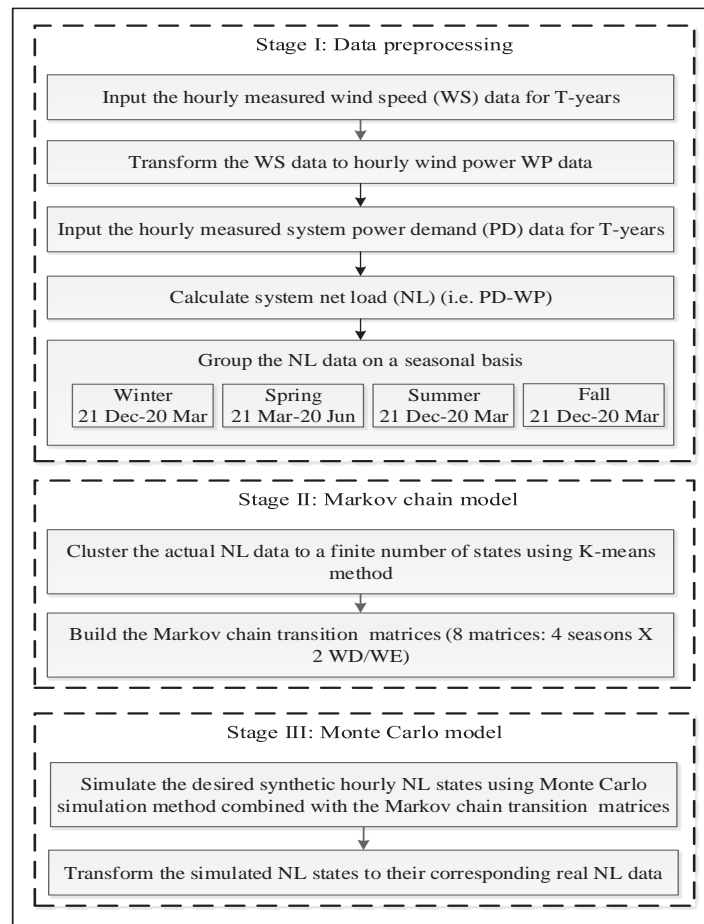 Stage I: Data preprocessing
Input the hourly measured wind speed (WS) data for T-years
Transform the WS data to hourly wind power WP data
Input the hourly measured system power demand (PD) data for T-years
Calculate system net load (NL) (i.e. PD-WP)
Group the NL data on a seasonal basis
Winter
21 Dec-20 Mar
Spring
21 Mar-20 Jun
Summer
21 Dec-20 Mar
Fall
21 Dec-20 Mar
Stage II: Markov chain model
Cluster the actual NL data to a finite number of states using K-means
method
Build the Markov chain transition matrices (8 matrices: 4 seasons X
2 WD/WE)
Stage III: Monte Carlo model
Simulate the desired synthetic hourly NL states using Monte Carlo
simulation method combined with the Markov chain transition matrices
Transform the simulated NL states to their corresponding real NL data